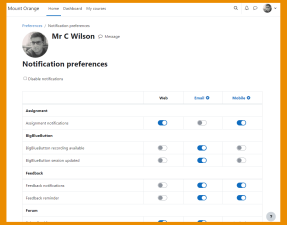 Mount Orange Home Dashboard My courses
Preferences / Notification preferences
Mr C Wilson Message
Notification preferences
Disable notifications
Web Email Mobile
Assignment
Assignment notifications
BigBlueButton
BigBlueButton recording available
BigBlueButton session updated
Feedback
Feedback notifications
Feedback reminder
Forum
?